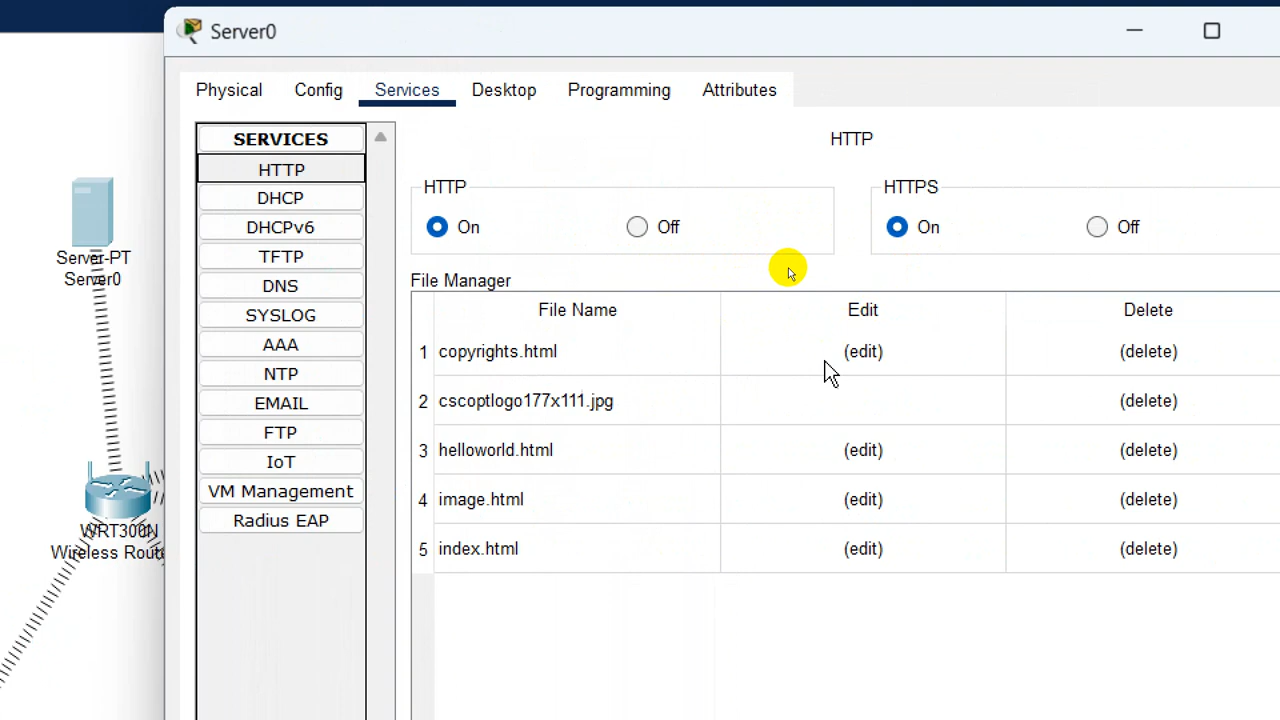 Server0
Physical Config Services Desktop Programming Attributes
SERVICES
HTTP
DHCP
DHCPv6
TFTP
DNS
SYSLOG
AAA
NTP
EMAIL
FTP
IoT
VM Management
Radius EAP
HTTP
HTTP
On Off
HTTPS
On Off
File Manager
File Name Edit Delete
1 copyrights.html (edit) (delete)
2 cscoptlogo177x111.jpg (delete)
3 helloworld.html (edit) (delete)
4 image.html (edit) (delete)
5 index.html (edit) (delete)
Server-PT
Server0
WRT300N
Wireless Route